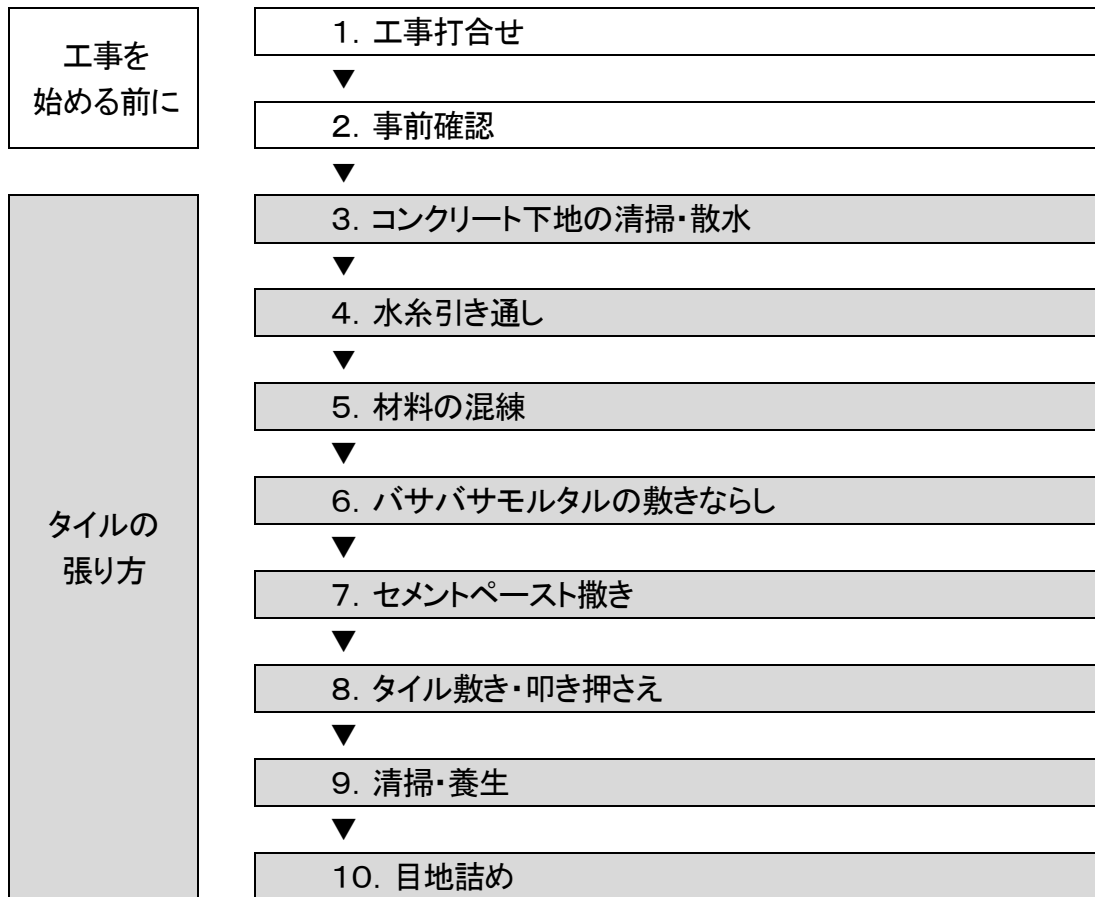 工事を
始める前に
1. 工事打合せ
▼
2. 事前確認
▼
タイルの
張り方
3. コンクリート下地の清掃・散水
▼
4. 水糸引き通し
▼
5. 材料の混練
▼
6. バサバサモルタルの敷きならし
▼
7. セメントペースト撒き
▼
8. タイル敷き・叩き押さえ
▼
9. 清掃・養生
▼
10. 目地詰め